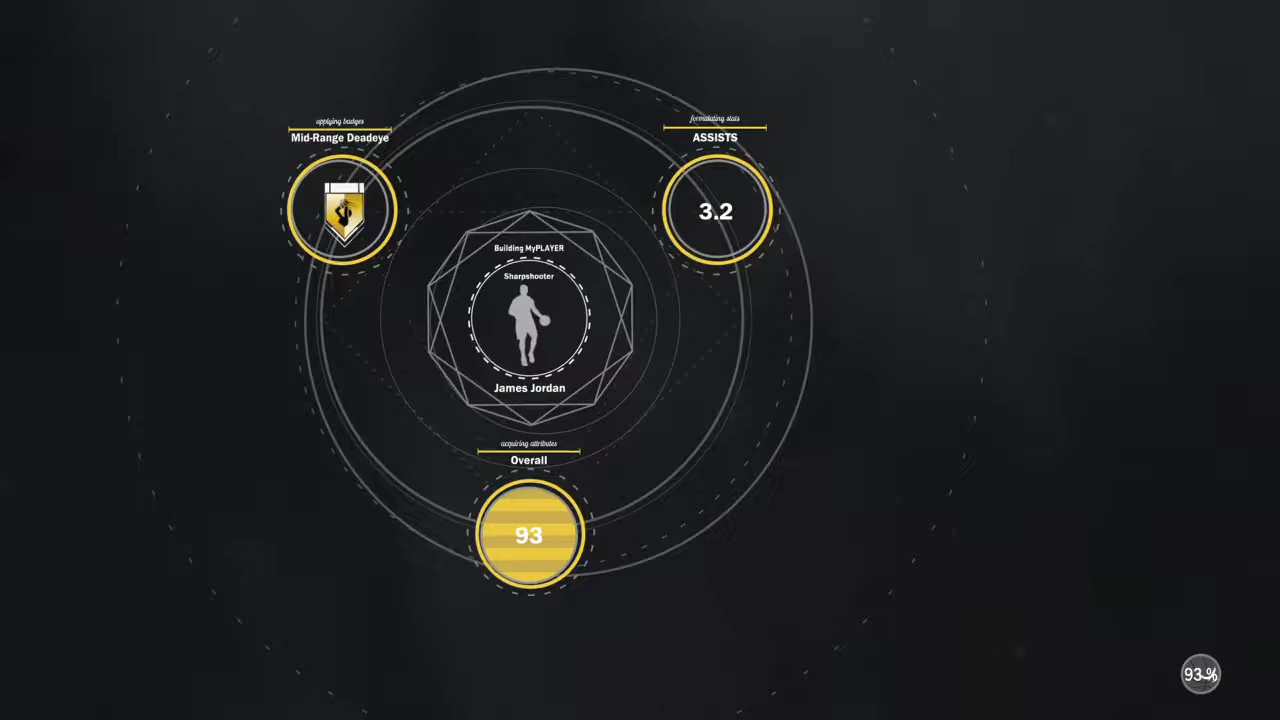 applying badges
Mid-Range Deadeye
formulating stats
ASSISTS
3.2
Building MyPLAYER
Sharpshooter
James Jordan
acquiring attributes
Overall
93
93%